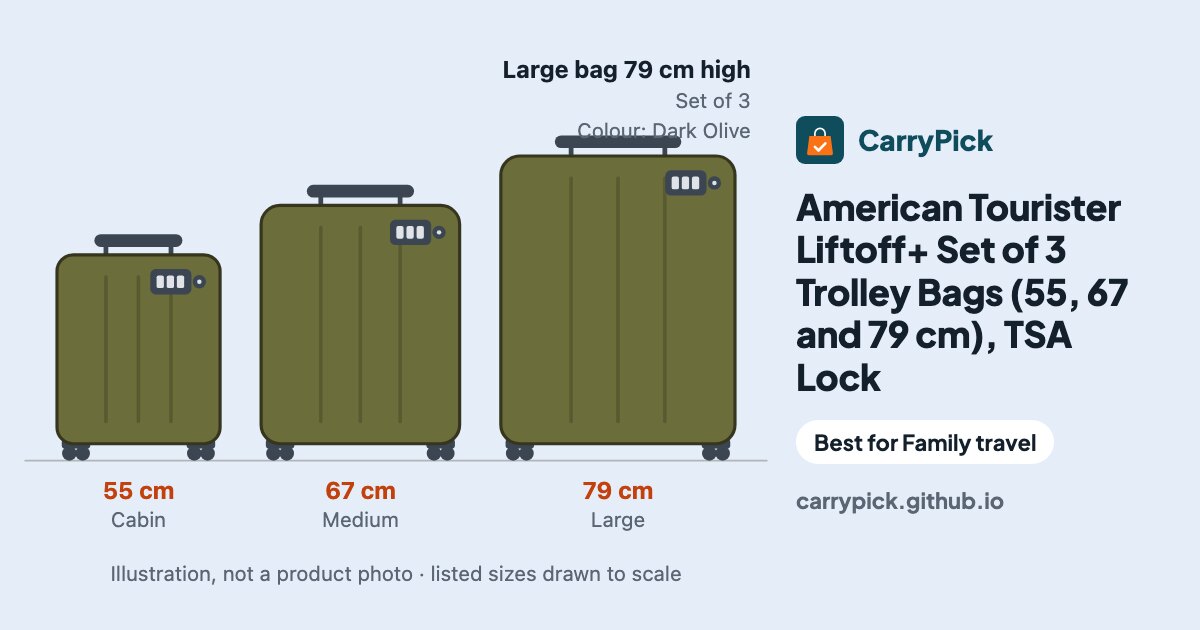 Large bag 79 cm high
Set of 3
Colour: Dark Olive
55 cm
Cabin
67 cm
Medium
79 cm
Large
Illustration, not a product photo · listed sizes drawn to scale
CarryPick
American Tourister
Liftoff+ Set of 3
Trolley Bags (55, 67
and 79 cm), TSA
Lock
Best for Family travel
carrypick.github.io